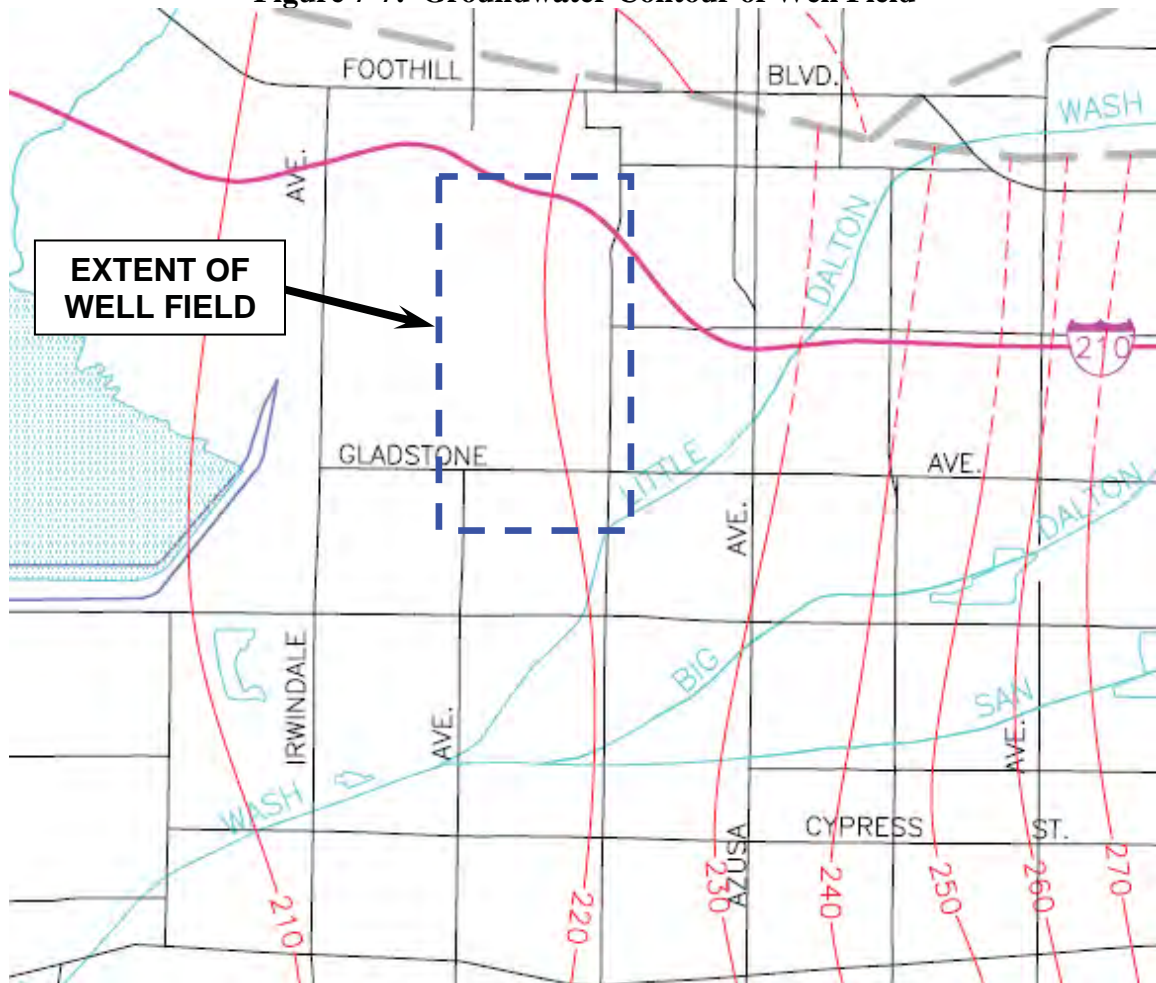 Figure 7-7. Groundwater Contour of Well Field
FOOTHILL
BLVD.
WASH
AVE.
DALTON
EXTENT OF
WELL FIELD
210
GLADSTONE
AVE.
LITTLE
DALTON
AVE.
BIG
SAN
IRWINDALE
AVE.
AVE.
WASH
CYPRESS
ST.
AZUSA
210
220
230
240
250
260
270